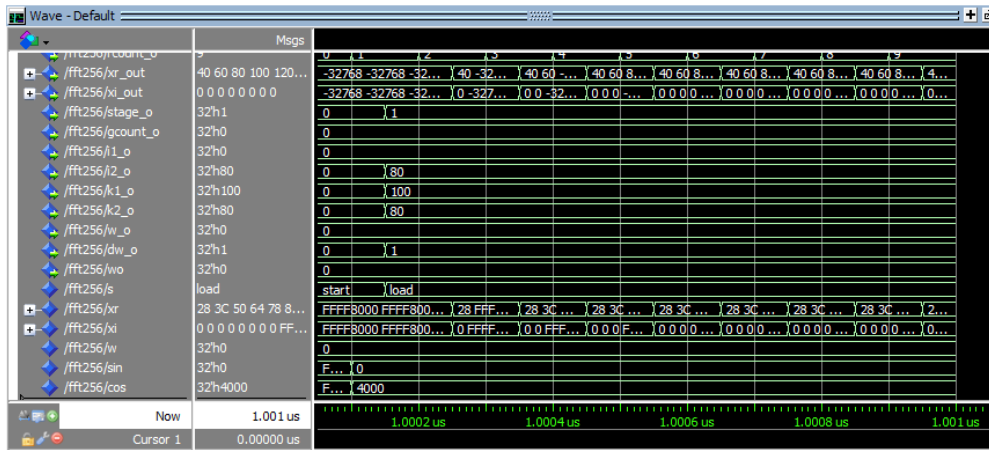 Wave - Default
Msgs
/fft256/rcount_o 9 0 1 2 3 4 5 6 7 8 9
/fft256/xr_out 40 60 80 100 120... -32768 -32768 -32... 40 -32... 40 60 -... 40 60 8... 40 60 8... 40 60 8... 40 60 8... 40 60 8... 4...
/fft256/xi_out 0 0 0 0 0 0 0 0 -32768 -32768 -32... 0 -327... 0 0 -32... 0 0 0 -... 0 0 0 0 ... 0 0 0 0 ... 0 0 0 0 ... 0 0 0 0 ... 0...
/fft256/stage_o 32'h1 0 1
/fft256/gcount_o 32'h0 0
/fft256/i1_o 32'h0 0
/fft256/i2_o 32'h80 0 80
/fft256/k1_o 32'h100 0 100
/fft256/k2_o 32'h80 0 80
/fft256/w_o 32'h0 0
/fft256/dw_o 32'h1 0 1
/fft256/wo 32'h0 0
/fft256/s load start load
/fft256/xr 28 3C 50 64 78 8... FFFF8000 FFFF800... 28 FFF... 28 3C ... 28 3C ... 28 3C ... 28 3C ... 28 3C ... 28 3C ... 2...
/fft256/xi 0 0 0 0 0 0 0 0 FF... FFFF8000 FFFF800... 0 FFFF... 0 0 FFF... 0 0 0 F... 0 0 0 0 ... 0 0 0 0 ... 0 0 0 0 ... 0 0 0 0 ... 0...
/fft256/w 32'h0 0
/fft256/sin 32'h0 F... 0
/fft256/cos 32'h4000 F... 4000
Now 1.001 us
1.0002 us 1.0004 us 1.0006 us 1.0008 us 1.001 us
Cursor 1 0.00000 us